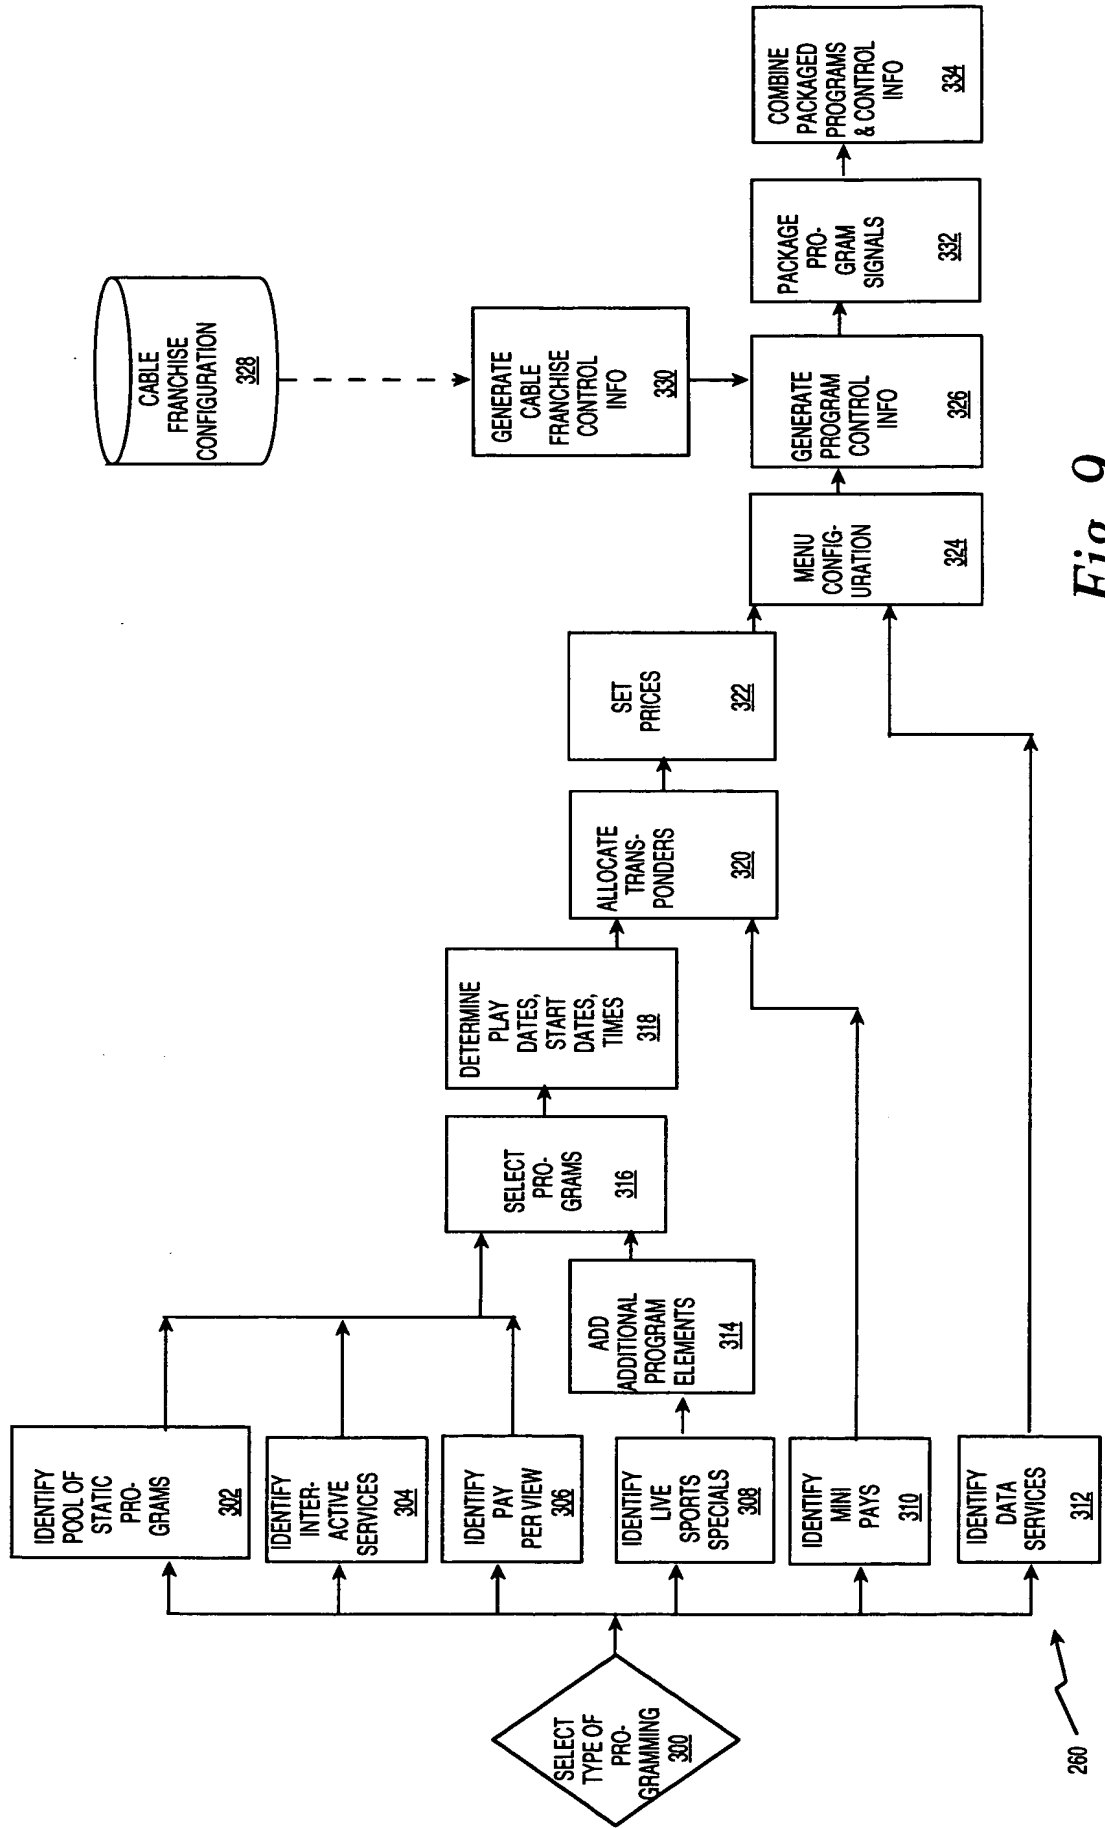 SELECT
TYPE OF
PRO-
GRAMMING
300
IDENTIFY
POOL OF
STATIC
PRO-
GRAMS
302
IDENTIFY
INTER-
ACTIVE
SERVICES
304
IDENTIFY
PAY
PER VIEW
306
IDENTIFY
LIVE
SPORTS
SPECIALS
308
IDENTIFY
MINI
PAYS
310
IDENTIFY
DATA
SERVICES
312
ADD
ADDITIONAL
PROGRAM
ELEMENTS
314
SELECT
PRO-
GRAMS
316
DETERMINE
PLAY
DATES,
START
DATES,
TIMES
318
ALLOCATE
TRANS-
PONDERS
320
SET
PRICES
322
MENU
CONFIG-
URATION
324
CABLE
FRANCHISE
CONFIGURATION
328
GENERATE
CABLE
FRANCHISE
CONTROL
INFO
330
GENERATE
PROGRAM
CONTROL
INFO
326
PACKAGE
PRO-
GRAM
SIGNALS
332
COMBINE
PACKAGED
PROGRAMS
& CONTROL
INFO
334
260
Fig. 9